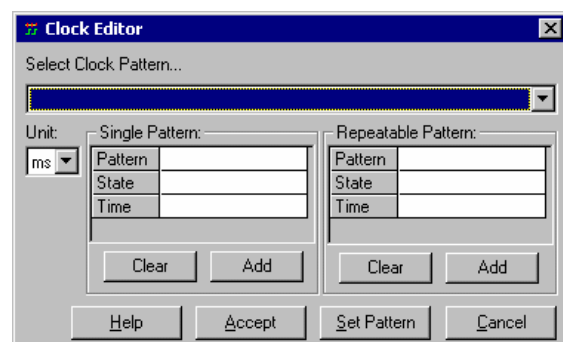 Clock Editor
Select Clock Pattern...
Unit: Single Pattern: Repeatable Pattern:
ms Pattern Pattern
State State
Time Time
Clear Add Clear Add
Help Accept Set Pattern Cancel